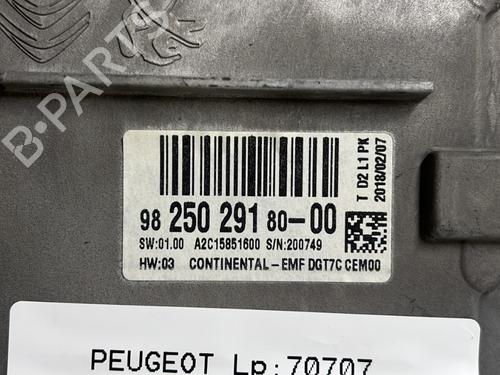 B-PARTS
T D2 L1 PK
2018/02/07
98 250 291 80-00
SW:01.00 A2C15851600 S/N:200749
HW:03 CONTINENTAL-EMF DGT7C CEM00
PEUGEOT Lp:70707